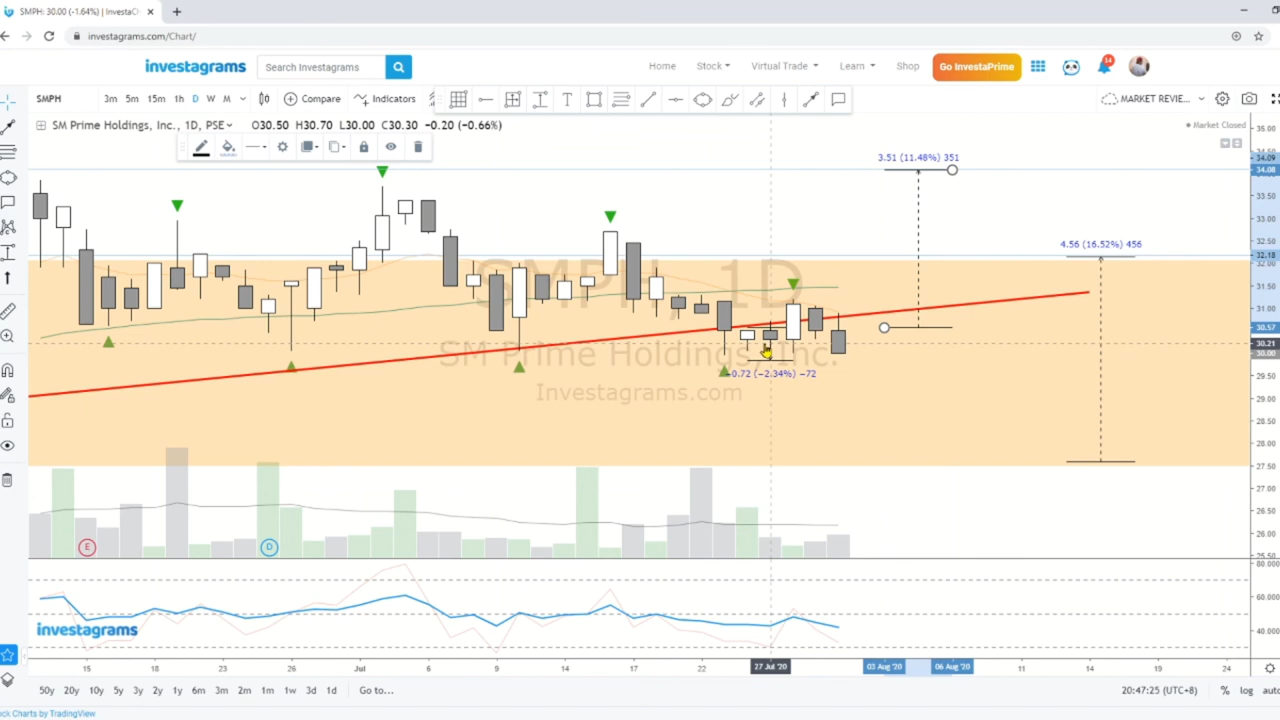 SMPH: 30.00 (-1.64%) | InvestaCh
investagrams.com/Chart/
investagrams
Search Investagrams
Home
Stock
Virtual Trade
Learn
Shop
Go InvestaPrime
14
SMPH
3m 5m 15m 1h D W M
Compare
Indicators
MARKET REVIE...
SM Prime Holdings, Inc., 1D, PSE
O30.50 H30.70 L30.00 C30.30 −0.20 (−0.66%)
Market Closed
35.00
34.09
34.08
33.50
33.00
32.50
32.18
32.00
31.50
31.00
30.57
30.21
30.00
29.50
29.00
28.50
28.00
27.50
27.00
26.50
26.00
25.50
3.51 (11.48%) 351
4.56 (16.52%) 456
−0.72 (−2.34%) −72
SMPH, 1D
SM Prime Holdings, Inc.
Investagrams.com
E
D
80.000
60.000
40.000
investagrams
15 18 23 26 Jul 6 9 14 17 22 27 Jul '20 03 Aug '20 06 Aug '20 11 14 19 24
50y 20y 10y 5y 3y 2y 1y 6m 3m 2m 1m 1w 3d 1d Go to...
20:47:25 (UTC+8)
% log auto
ock Charts by TradingView